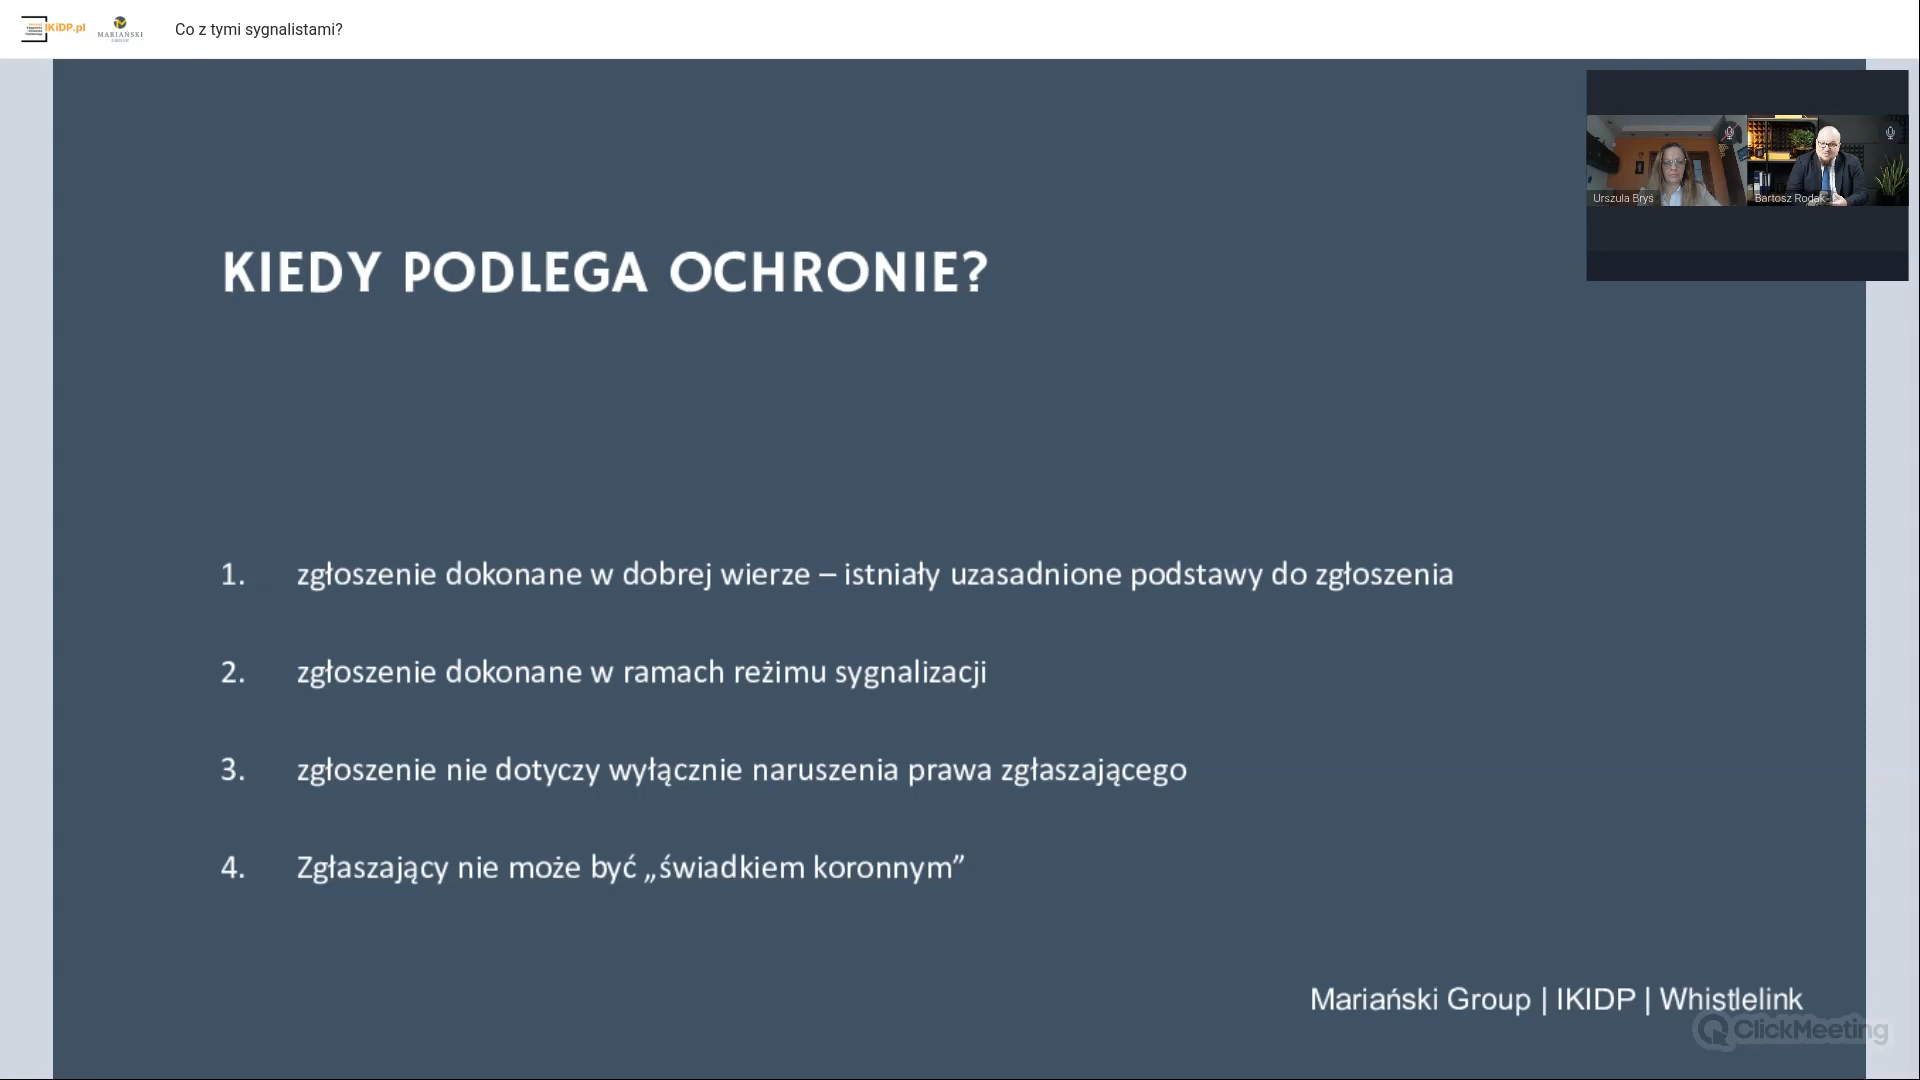 IKiDP.pl
MARIAŃSKI
GROUP
Co z tymi sygnalistami?
Urszula Bryś
Bartosz Rodak
KIEDY PODLEGA OCHRONIE?
1. zgłoszenie dokonane w dobrej wierze – istniały uzasadnione podstawy do zgłoszenia
2. zgłoszenie dokonane w ramach reżimu sygnalizacji
3. zgłoszenie nie dotyczy wyłącznie naruszenia prawa zgłaszającego
4. Zgłaszający nie może być „świadkiem koronnym”
Mariański Group | IKIDP | Whistlelink
ClickMeeting